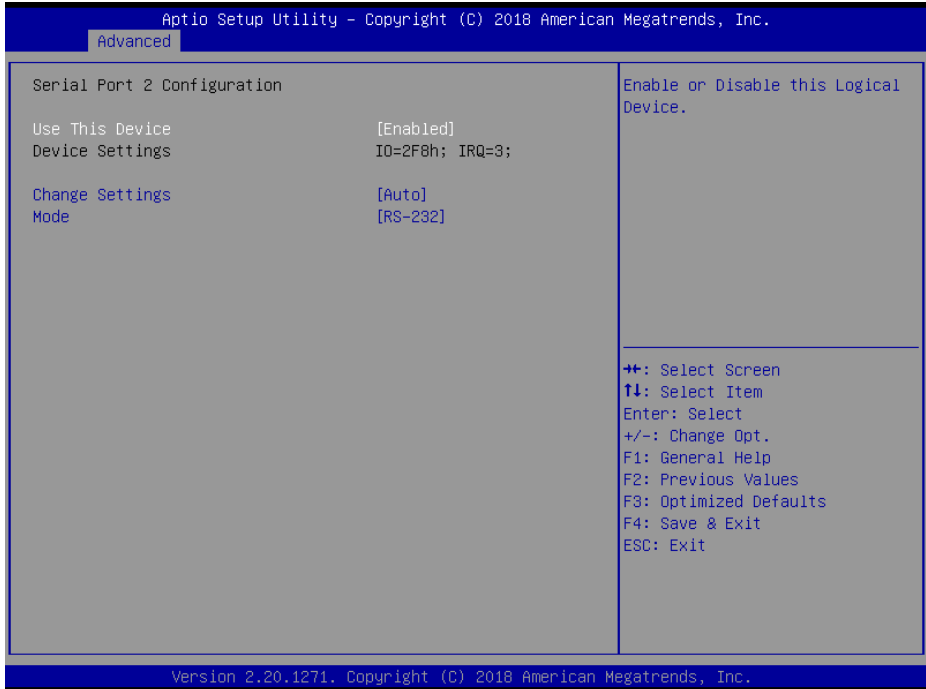 Aptio Setup Utility – Copyright (C) 2018 American Megatrends, Inc.
Advanced
Serial Port 2 Configuration
Use This Device [Enabled]
Device Settings IO=2F8h; IRQ=3;
Change Settings [Auto]
Mode [RS-232]
Enable or Disable this Logical
Device.
→←: Select Screen
↑↓: Select Item
Enter: Select
+/-: Change Opt.
F1: General Help
F2: Previous Values
F3: Optimized Defaults
F4: Save & Exit
ESC: Exit
Version 2.20.1271. Copyright (C) 2018 American Megatrends, Inc.